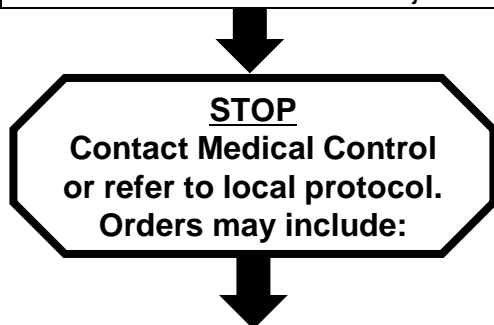 STOP
Contact Medical Control
or refer to local protocol.
Orders may include: